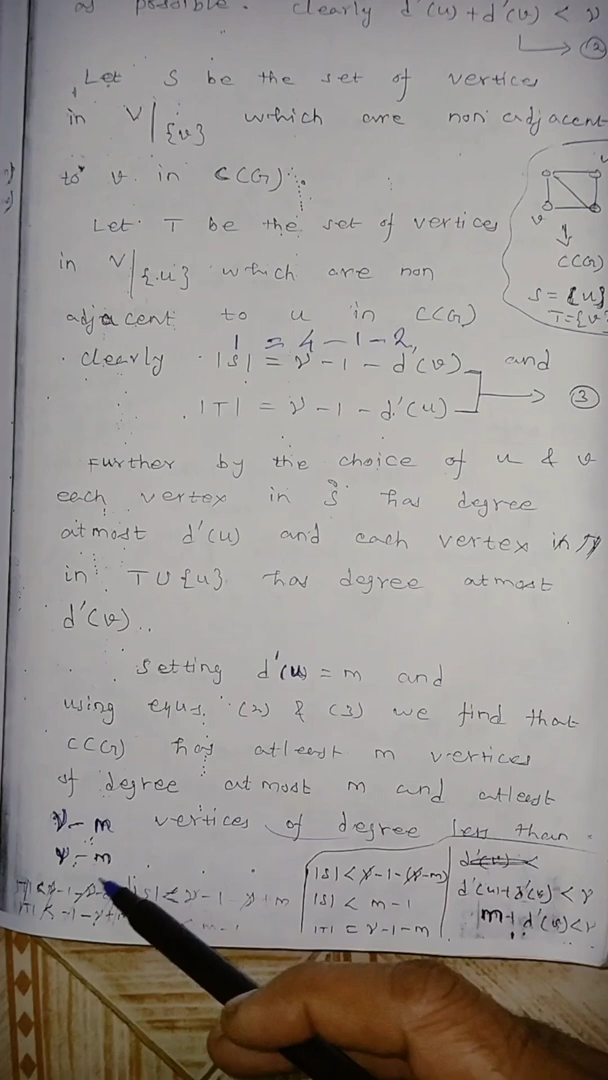 as possible. clearly d'(u) + d'(v) < ν
→ (2)
Let S be the set of vertices
in V|{v} which are non adjacent
to v in C(G).
Let T be the set of vertices
in V|{u} which are non
adjacent to u in C(G)
1 = 4 - 1 - 2,
clearly |S| = ν - 1 - d'(v) and
|T| = ν - 1 - d'(u) → (3)
v
↓
C(G)
S = {u}
T = {v}
Further by the choice of u & v
each vertex in S has degree
atmost d'(u) and each vertex in
in T∪{u} has degree atmost
d'(v)..
Setting d'(u) = m and
using equs. (2) & (3) we find that
C(G) has atleast m vertices
of degree atmost m and atleast
ν - m vertices of degree less than
ν - m
|S| < ν - 1 - (ν - m)
|S| < m - 1
|T| = ν - 1 - m
d'(u) <
d'(u) + d'(v) < ν
m + d'(v) < ν
|S| < ν - 1 - ν + m